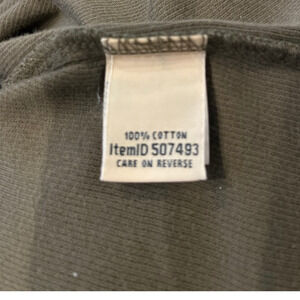 100% COTTON
ItemID 507493
CARE ON REVERSE